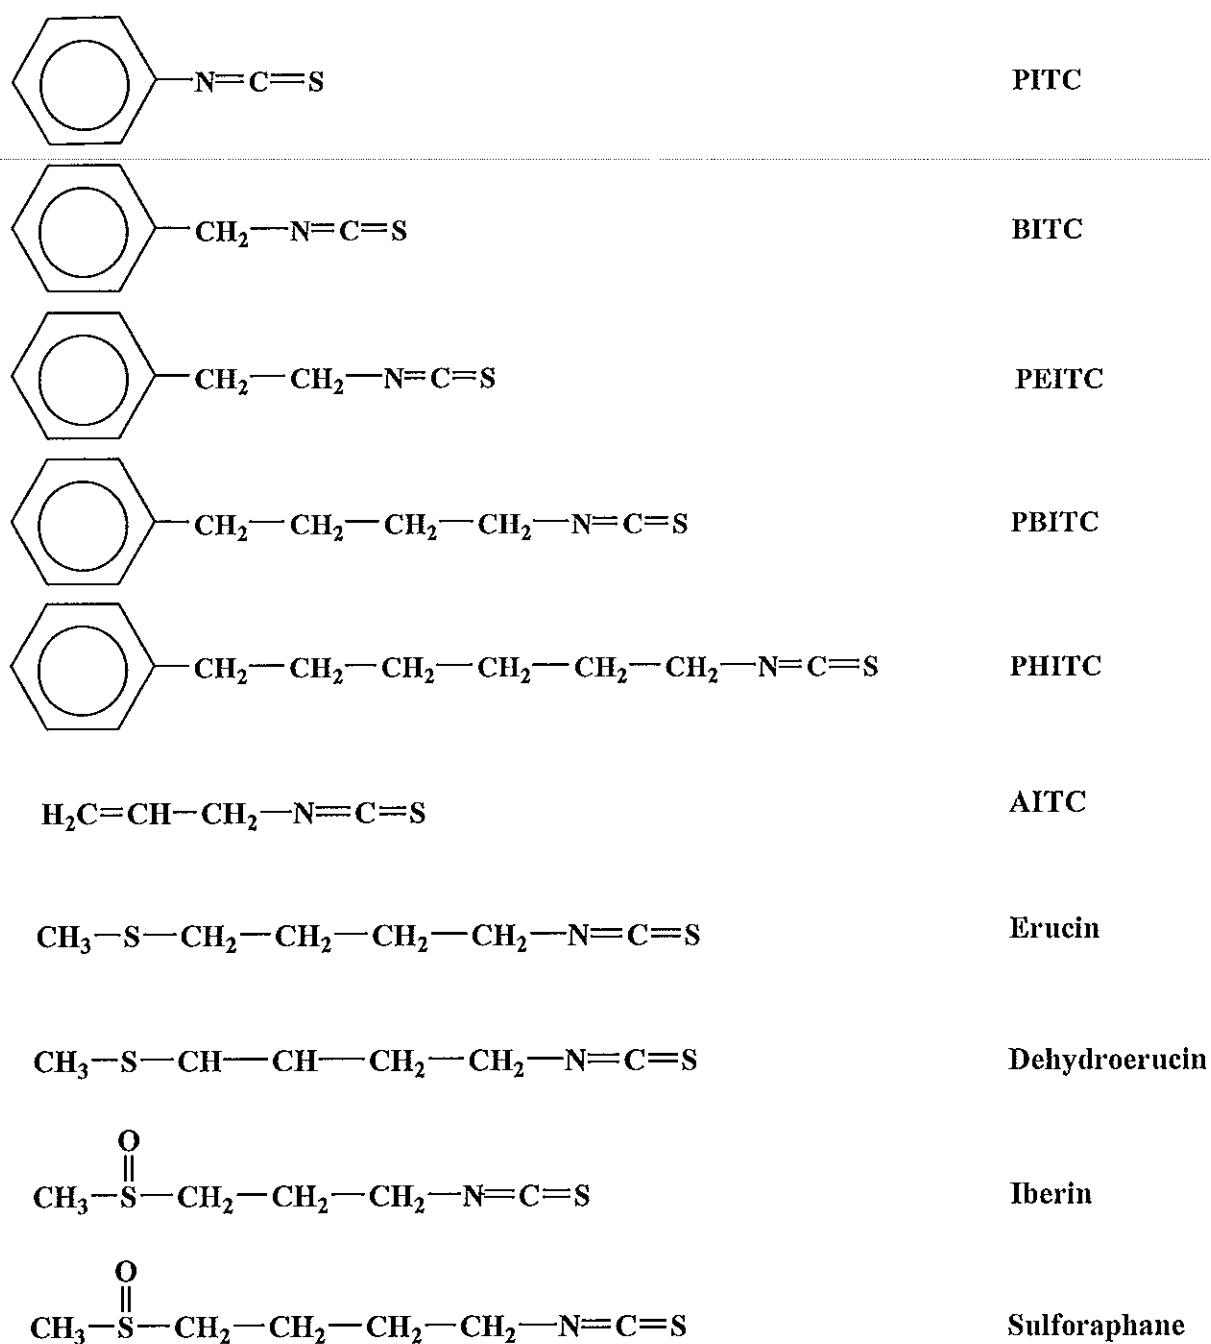 N=C=S PITC
CH₂—N=C=S BITC
CH₂—CH₂—N=C=S PEITC
CH₂—CH₂—CH₂—CH₂—N=C=S PBITC
CH₂—CH₂—CH₂—CH₂—CH₂—CH₂—N=C=S PHITC
H₂C=CH—CH₂—N=C=S AITC
CH₃—S—CH₂—CH₂—CH₂—CH₂—N=C=S Erucin
CH₃—S—CH—CH—CH₂—CH₂—N=C=S Dehydroerucin
O
CH₃—S—CH₂—CH₂—CH₂—N=C=S Iberin
O
CH₃—S—CH₂—CH₂—CH₂—CH₂—N=C=S Sulforaphane